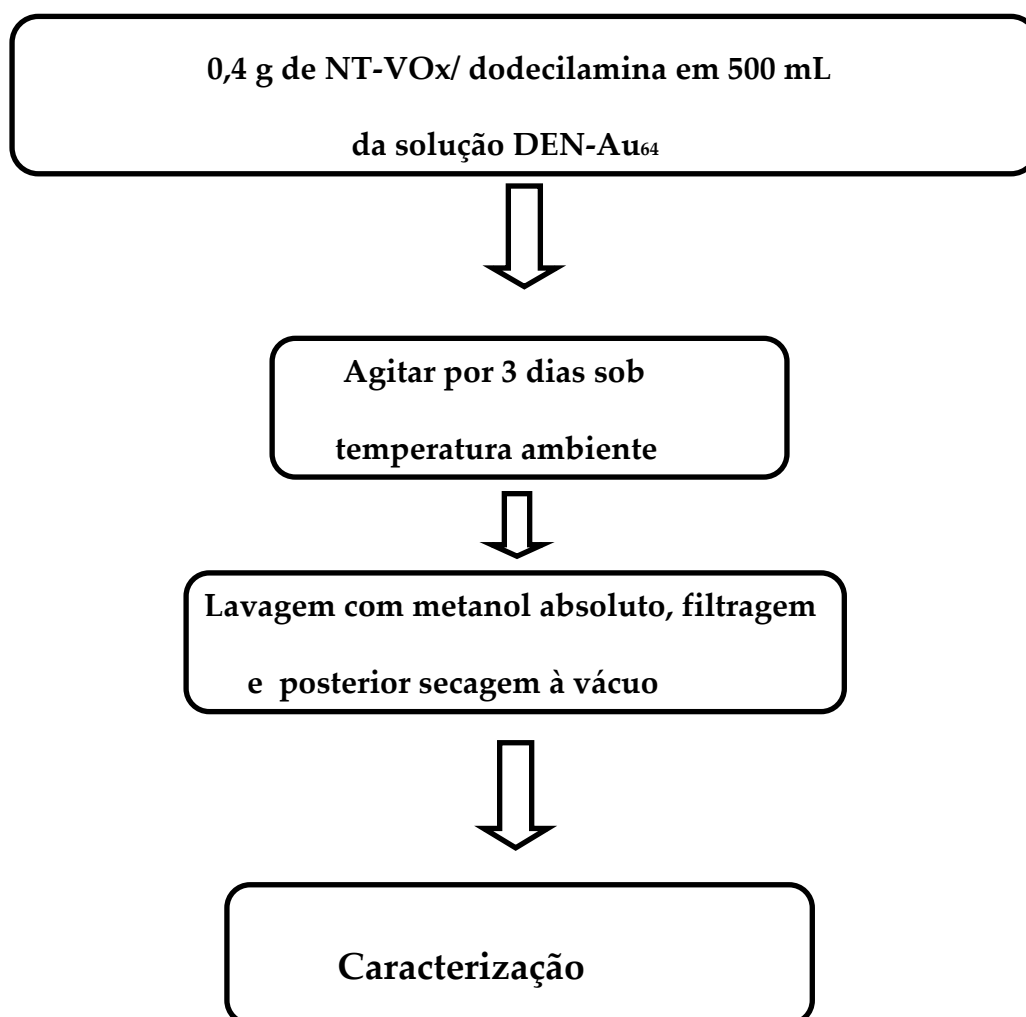 0,4 g de NT-VOx/ dodecilamina em 500 mL
da solução DEN-Au₆₄
Agitar por 3 dias sob
temperatura ambiente
Lavagem com metanol absoluto, filtragem
e posterior secagem à vácuo
Caracterização